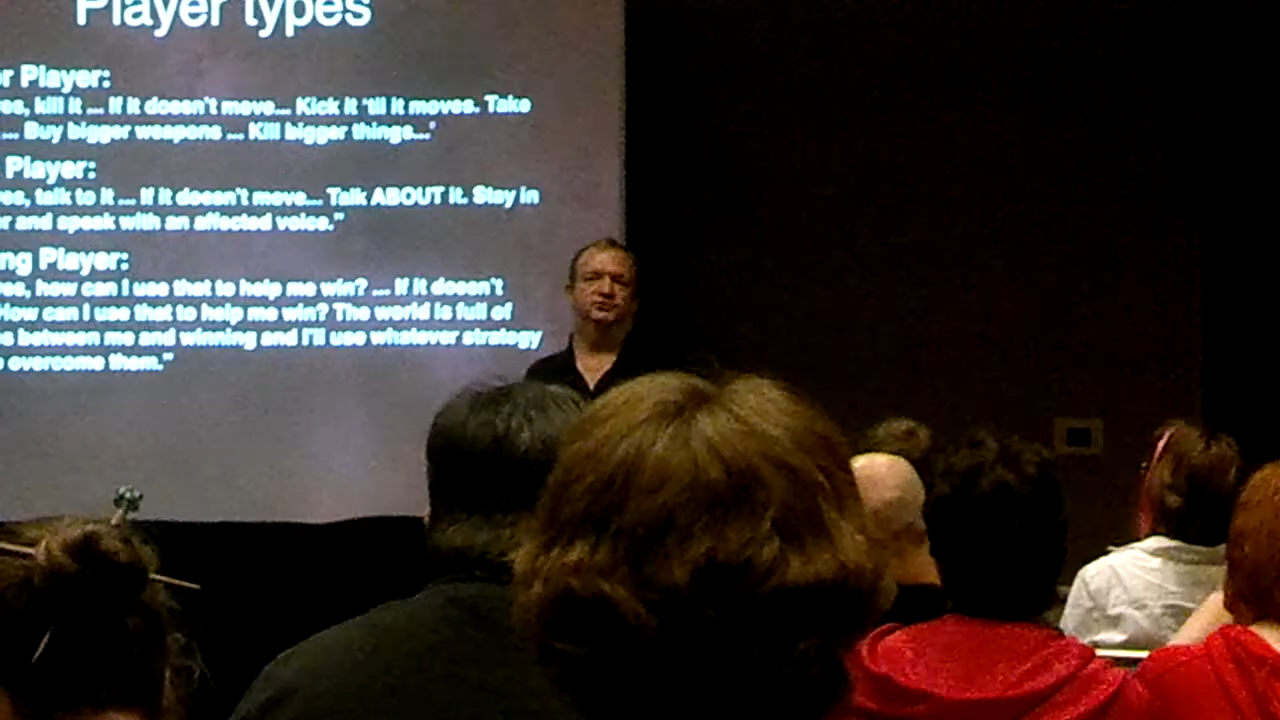 Player types
r Player:
es, kill it ... If it doesn't move... Kick it 'til it moves. Take
... Buy bigger weapons ... Kill bigger things...'
Player:
es, talk to it ... If it doesn't move... Talk ABOUT it. Stay in
r and speak with an affected voice."
ng Player:
es, how can I use that to help me win? ... If it doesn't
How can I use that to help me win? The world is full of
s between me and winning and I'll use whatever strategy
overcome them."